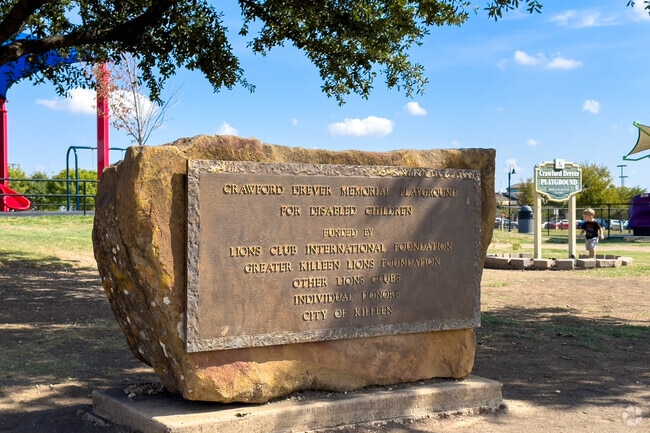 CRAWFORD DREVER MEMORIAL PLAYGROUND
FOR DISABLED CHILDREN
FUNDED BY
LIONS CLUB INTERNATIONAL FOUNDATION
GREATER KILLEEN LIONS FOUNDATION
OTHER LIONS CLUBS
INDIVIDUAL DONORS
CITY OF KILLEEN
Crawford Drever
PLAYGROUND